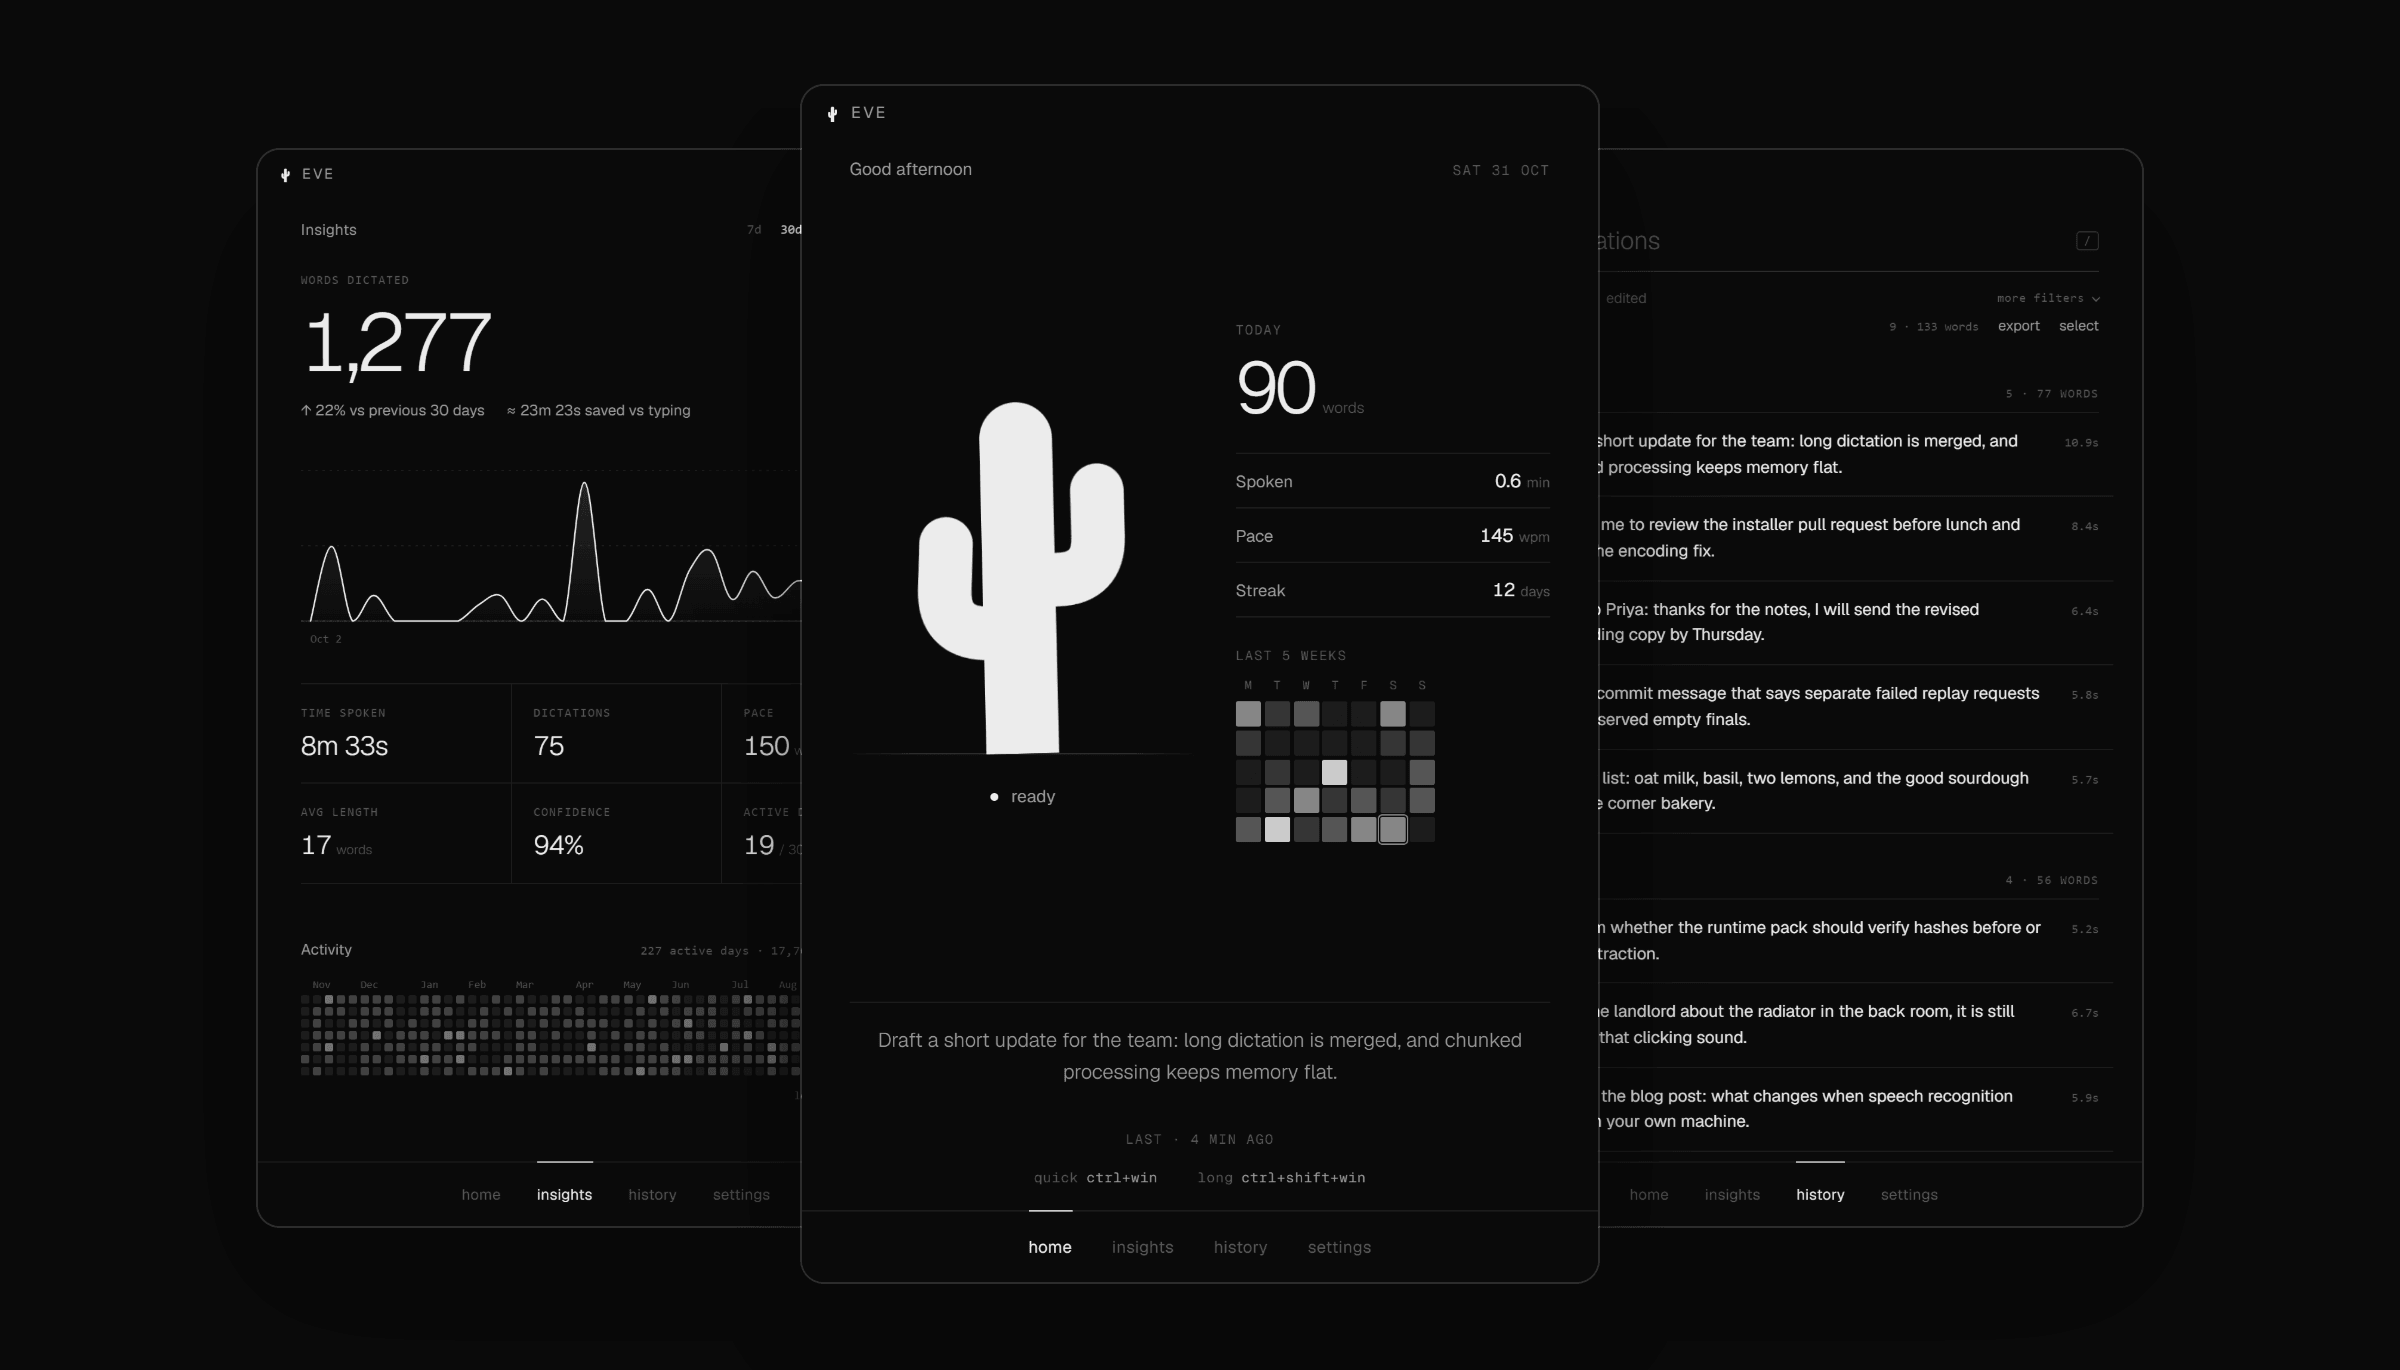 EVE
Insights
7d 30d
WORDS DICTATED
1,277
↑ 22% vs previous 30 days ≈ 23m 23s saved vs typing
Oct 2
TIME SPOKEN DICTATIONS PACE
8m 33s 75 150
AVG LENGTH CONFIDENCE ACTIVE
17 words 94% 19 / 30
Activity 227 active days · 17,7
Nov Dec Jan Feb Mar Apr May Jun Jul Aug
home insights history settings
EVE
Good afternoon SAT 31 OCT
TODAY
90 words
Spoken 0.6 min
Pace 145 wpm
Streak 12 days
LAST 5 WEEKS
M T W T F S S
ready
Draft a short update for the team: long dictation is merged, and chunked
processing keeps memory flat.
LAST · 4 MIN AGO
quick ctrl+win long ctrl+shift+win
home insights history settings
ations /
edited more filters
9 · 133 words export select
5 · 77 WORDS
short update for the team: long dictation is merged, and 10.9s
processing keeps memory flat.
me to review the installer pull request before lunch and 8.4s
he encoding fix.
Priya: thanks for the notes, I will send the revised 6.4s
ding copy by Thursday.
commit message that says separate failed replay requests 5.8s
served empty finals.
list: oat milk, basil, two lemons, and the good sourdough 5.7s
corner bakery.
4 · 56 WORDS
whether the runtime pack should verify hashes before or 5.2s
traction.
landlord about the radiator in the back room, it is still 6.7s
that clicking sound.
the blog post: what changes when speech recognition 5.9s
your own machine.
home insights history settings